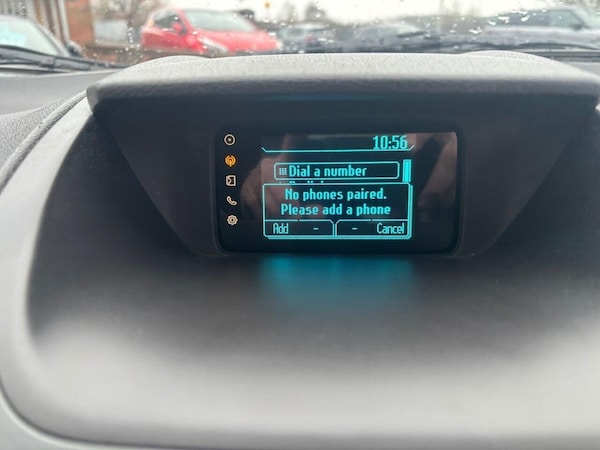 10:56
Dial a number
No phones paired.
Please add a phone
Add - - Cancel